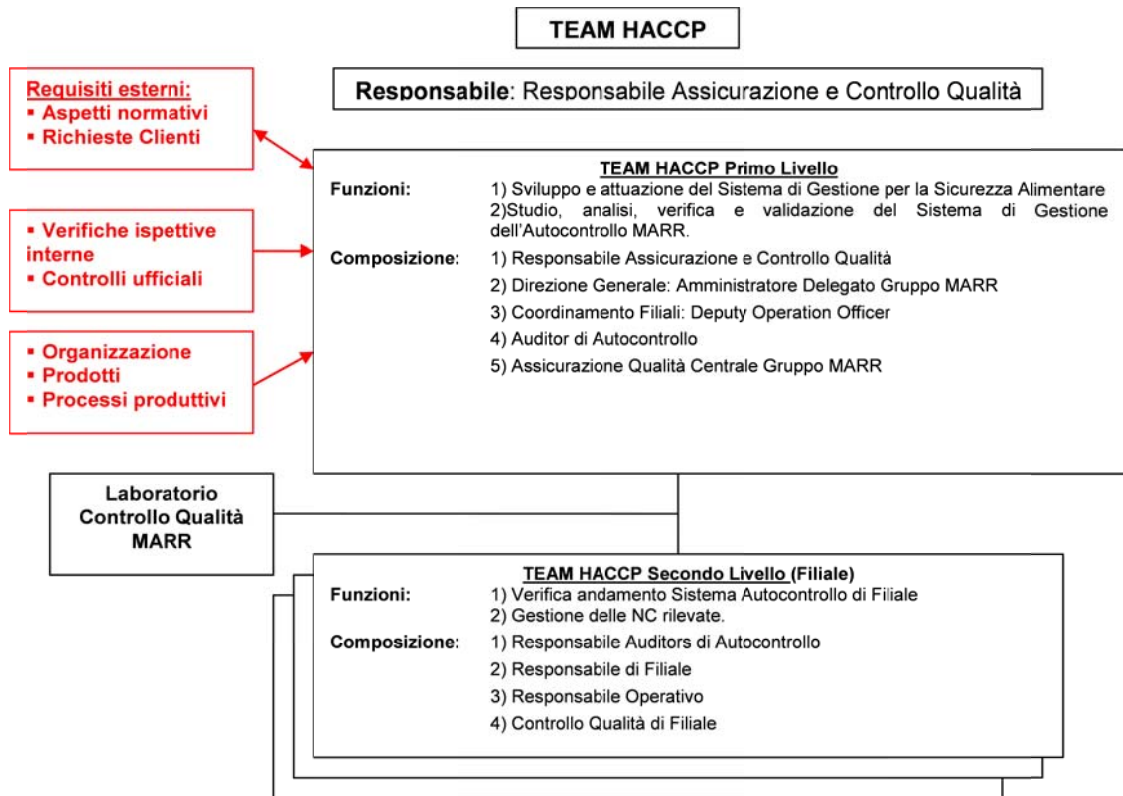 TEAM HACCP
Responsabile: Responsabile Assicurazione e Controllo Qualità
Requisiti esterni:
▪ Aspetti normativi
▪ Richieste Clienti
▪ Verifiche ispettive
interne
▪ Controlli ufficiali
▪ Organizzazione
▪ Prodotti
▪ Processi produttivi
TEAM HACCP Primo Livello
Funzioni: 1) Sviluppo e attuazione del Sistema di Gestione per la Sicurezza Alimentare
2)Studio, analisi, verifica e validazione del Sistema di Gestione
dell'Autocontrollo MARR.
Composizione: 1) Responsabile Assicurazione e Controllo Qualità
2) Direzione Generale: Amministratore Delegato Gruppo MARR
3) Coordinamento Filiali: Deputy Operation Officer
4) Auditor di Autocontrollo
5) Assicurazione Qualità Centrale Gruppo MARR
Laboratorio
Controllo Qualità
MARR
TEAM HACCP Secondo Livello (Filiale)
Funzioni: 1) Verifica andamento Sistema Autocontrollo di Filiale
2) Gestione delle NC rilevate.
Composizione: 1) Responsabile Auditors di Autocontrollo
2) Responsabile di Filiale
3) Responsabile Operativo
4) Controllo Qualità di Filiale